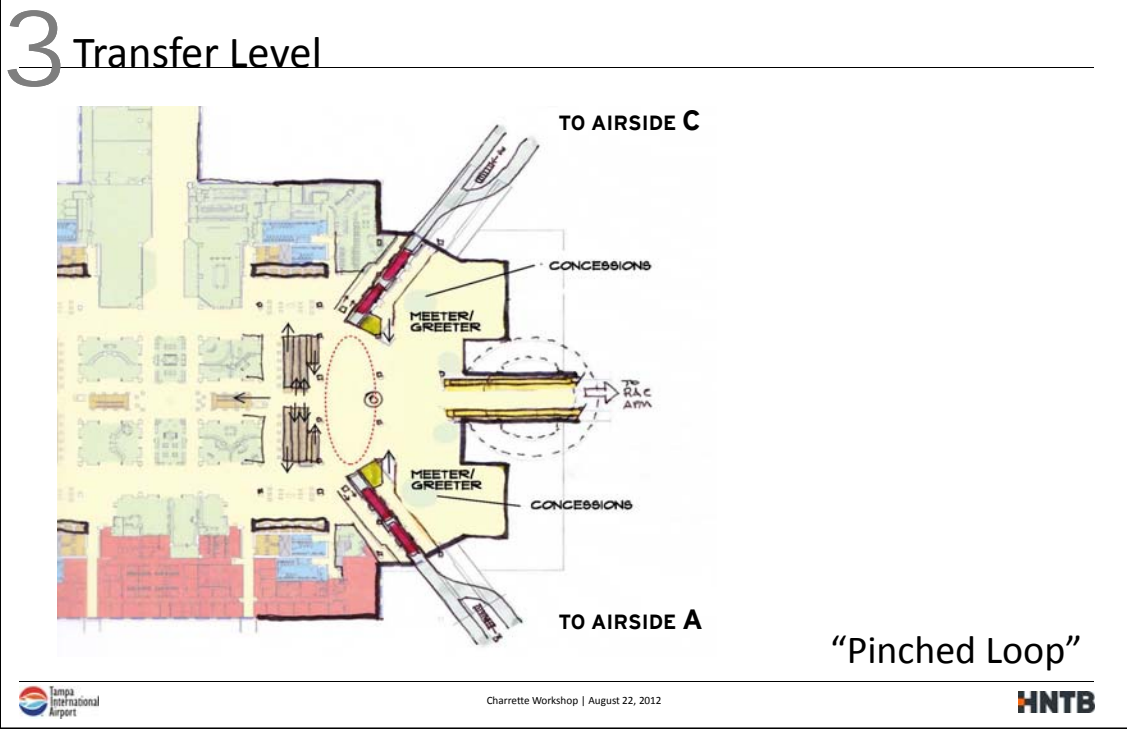 3 Transfer Level
TO AIRSIDE C
CONCESSIONS
MEETER/
GREETER
TO
RAC
APM
MEETER/
GREETER
CONCESSIONS
TO AIRSIDE A
“Pinched Loop”
Tampa
International
Airport
Charrette Workshop | August 22, 2012
HNTB